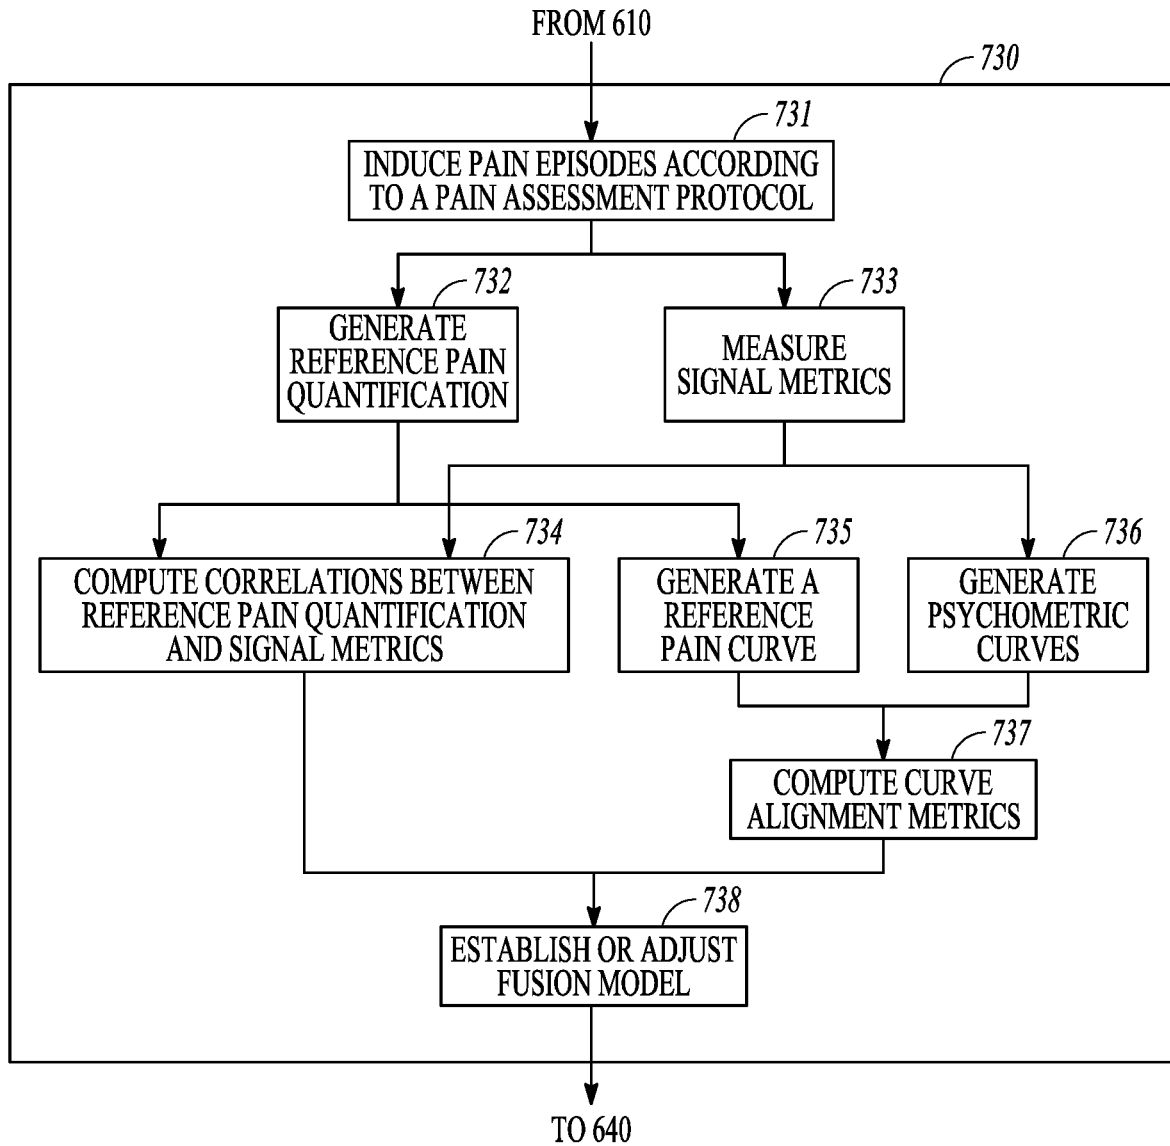 FROM 610
730
731
INDUCE PAIN EPISODES ACCORDING
TO A PAIN ASSESSMENT PROTOCOL
732
GENERATE
REFERENCE PAIN
QUANTIFICATION
733
MEASURE
SIGNAL METRICS
734
COMPUTE CORRELATIONS BETWEEN
REFERENCE PAIN QUANTIFICATION
AND SIGNAL METRICS
735
GENERATE A
REFERENCE
PAIN CURVE
736
GENERATE
PSYCHOMETRIC
CURVES
737
COMPUTE CURVE
ALIGNMENT METRICS
738
ESTABLISH OR ADJUST
FUSION MODEL
TO 640